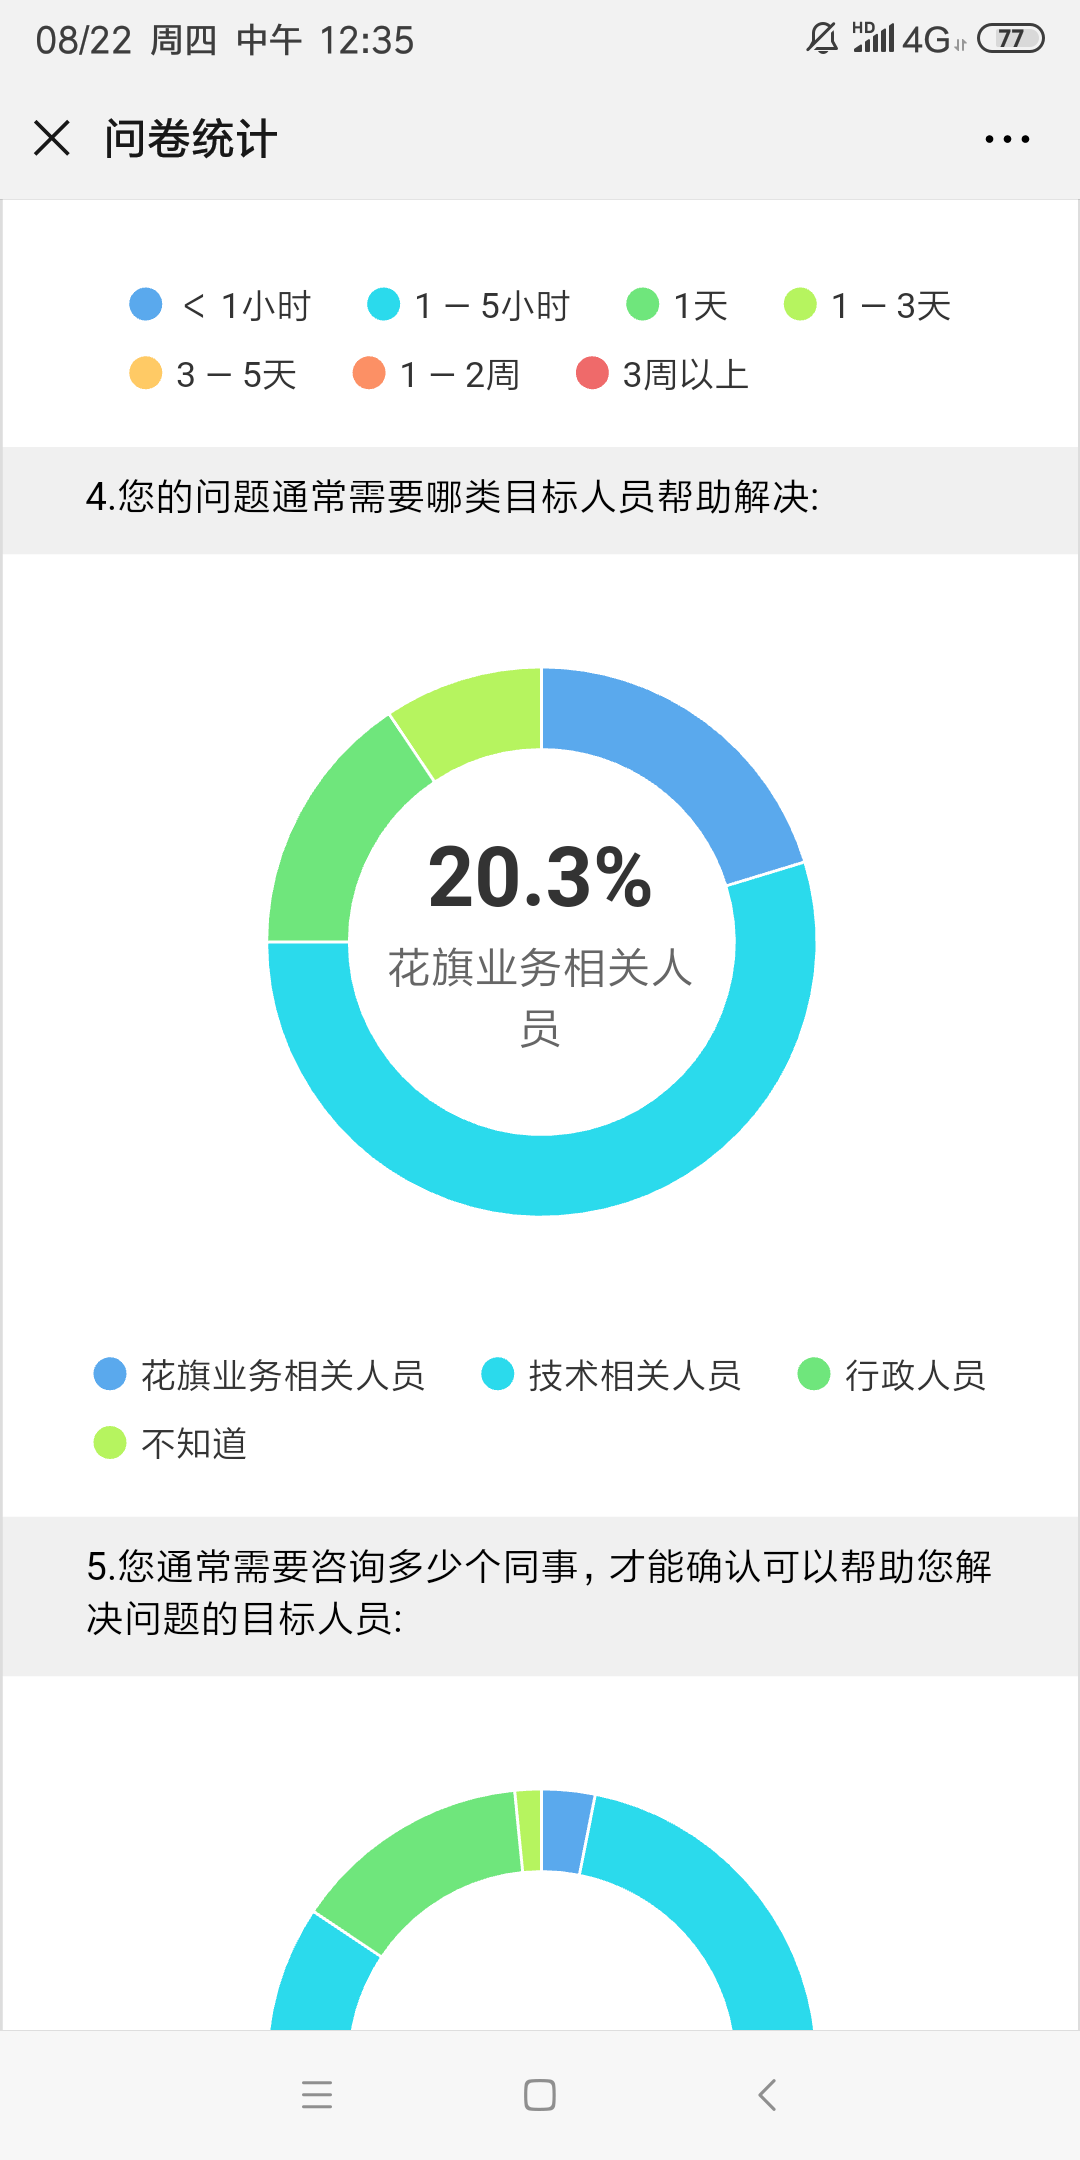 08/22 周四 中午 12:35
HD 4G 77
问卷统计
< 1小时 1 – 5小时 1天 1 – 3天
3 – 5天 1 – 2周 3周以上
4.您的问题通常需要哪类目标人员帮助解决:
20.3%
花旗业务相关人
员
花旗业务相关人员 技术相关人员 行政人员
不知道
5.您通常需要咨询多少个同事，才能确认可以帮助您解
决问题的目标人员: